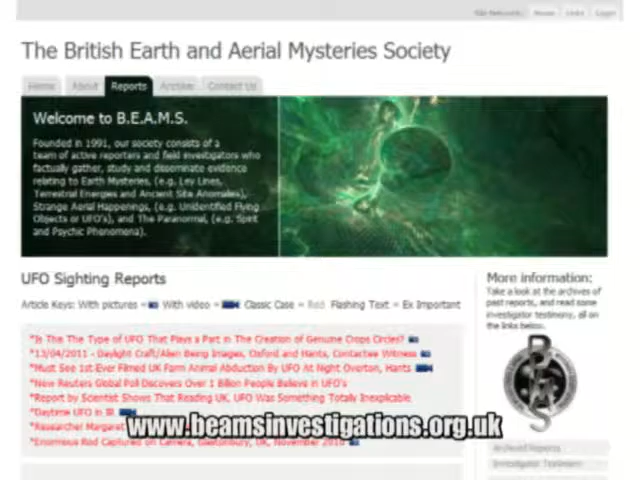 Site Network: Home Links Login
The British Earth and Aerial Mysteries Society
Home About Reports Archive Contact Us
Welcome to B.E.A.M.S.
Founded in 1991, our society consists of a
team of active reporters and field investigators who
factually gather, study and deseminate evidence
relating to Earth Mysteries, (e.g. Ley Lines,
Terrestrial Energies and Ancient Site Anomalies),
Strange Aerial Happenings, (e.g. Unidentified Flying
Objects or UFO's), and The Paranormal, (e.g. Spirit
and Psychic Phenomena).
UFO Sighting Reports
Article Keys: With pictures = With video = Classic Case = Red Flashing Text = Ex Important
*Is The The Type of UFO That Plays a Part in The Creation of Genuine Crops Circles?
*13/04/2011 - Daylight Craft/Alien Being Images, Oxford and Hants, Contactee Witness
*Must See 1st Ever Filmed UK Farm Animal Abduction By UFO At Night Overton, Hants
*New Reuters Global Poll Discovers Over 1 Billion People Believe in UFO's
*Report by Scientist Shows That Reading UK, UFO Was Something Totally Inexplicable
*Daytime UFO in IR
*Researcher Margaret
*Enormous Rod Captured on Camera, Glastonbury, UK, November 2010
www.beamsinvestigations.org.uk
More information:
Take a look at the archives of
past reports, and read some
investigator testimony, all on
the links below.
BEAMS
Archived Reports
Investigator Testimony